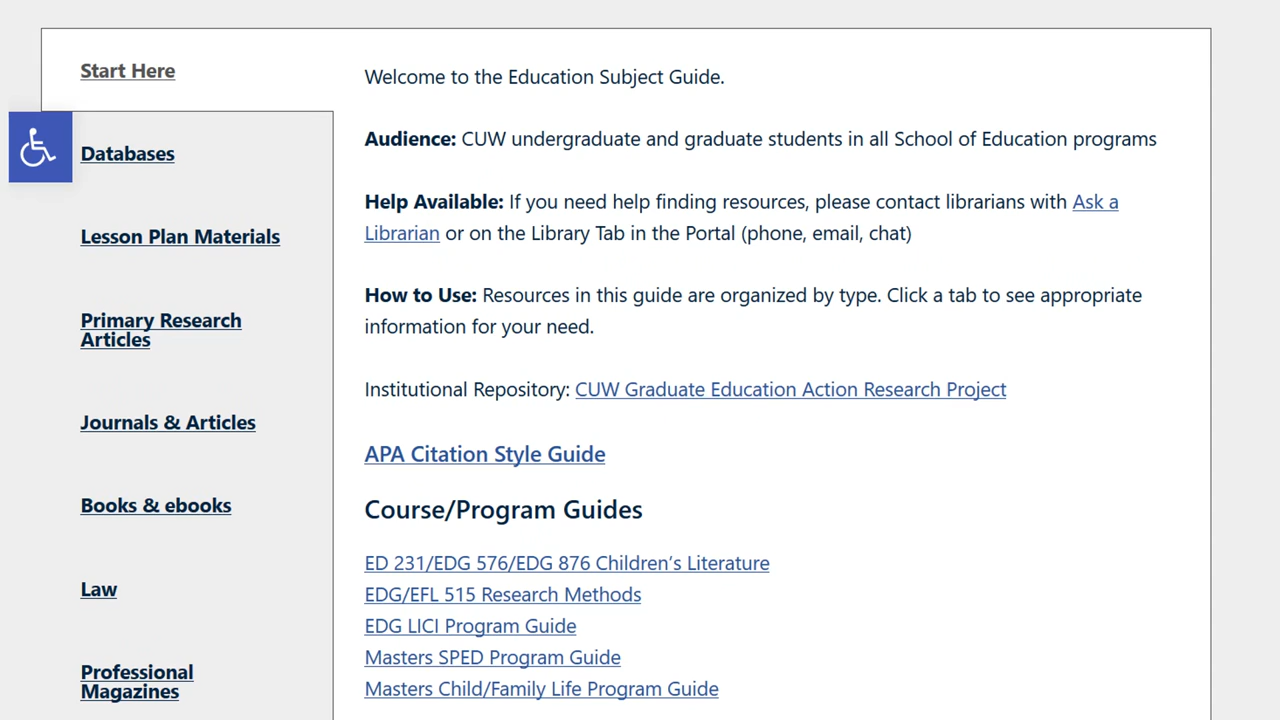 Start Here
Databases
Lesson Plan Materials
Primary Research
Articles
Journals & Articles
Books & ebooks
Law
Professional
Magazines
Welcome to the Education Subject Guide.
Audience: CUW undergraduate and graduate students in all School of Education programs
Help Available: If you need help finding resources, please contact librarians with Ask a
Librarian or on the Library Tab in the Portal (phone, email, chat)
How to Use: Resources in this guide are organized by type. Click a tab to see appropriate
information for your need.
Institutional Repository: CUW Graduate Education Action Research Project
APA Citation Style Guide
Course/Program Guides
ED 231/EDG 576/EDG 876 Children’s Literature
EDG/EFL 515 Research Methods
EDG LICI Program Guide
Masters SPED Program Guide
Masters Child/Family Life Program Guide